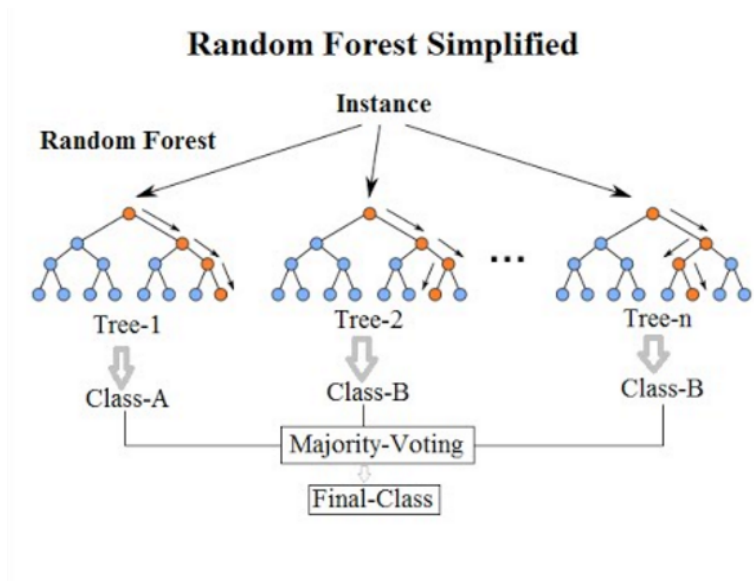 Random Forest Simplified
Instance
Random Forest
...
Tree-1
Tree-2
Tree-n
Class-A
Class-B
Class-B
Majority-Voting
Final-Class